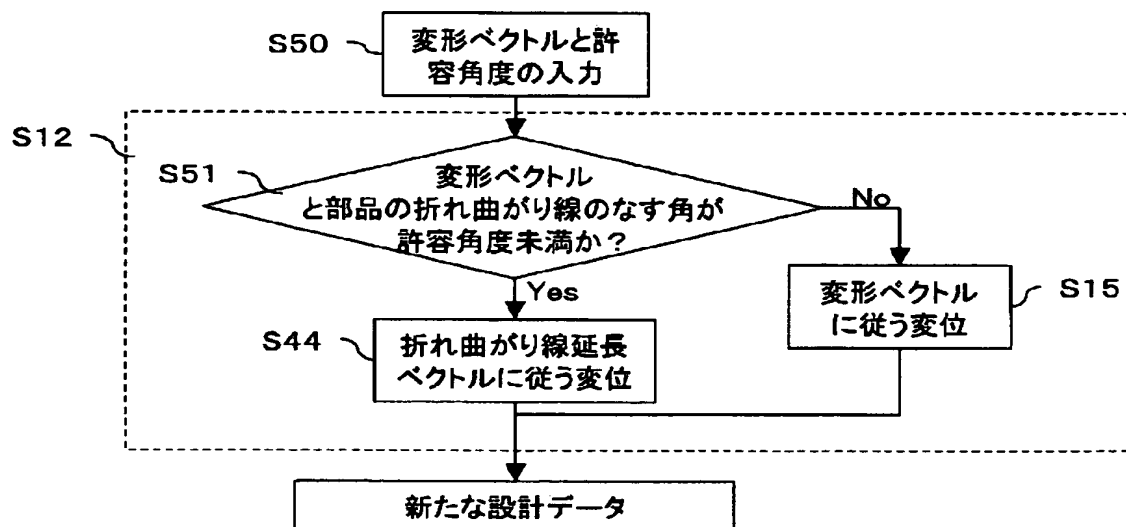 S50
変形ベクトルと許
容角度の入力
S12
S51
変形ベクトル
と部品の折れ曲がり線のなす角が
許容角度未満か？
No
Yes
変形ベクトル
に従う変位
S15
S44
折れ曲がり線延長
ベクトルに従う変位
新たな設計データ